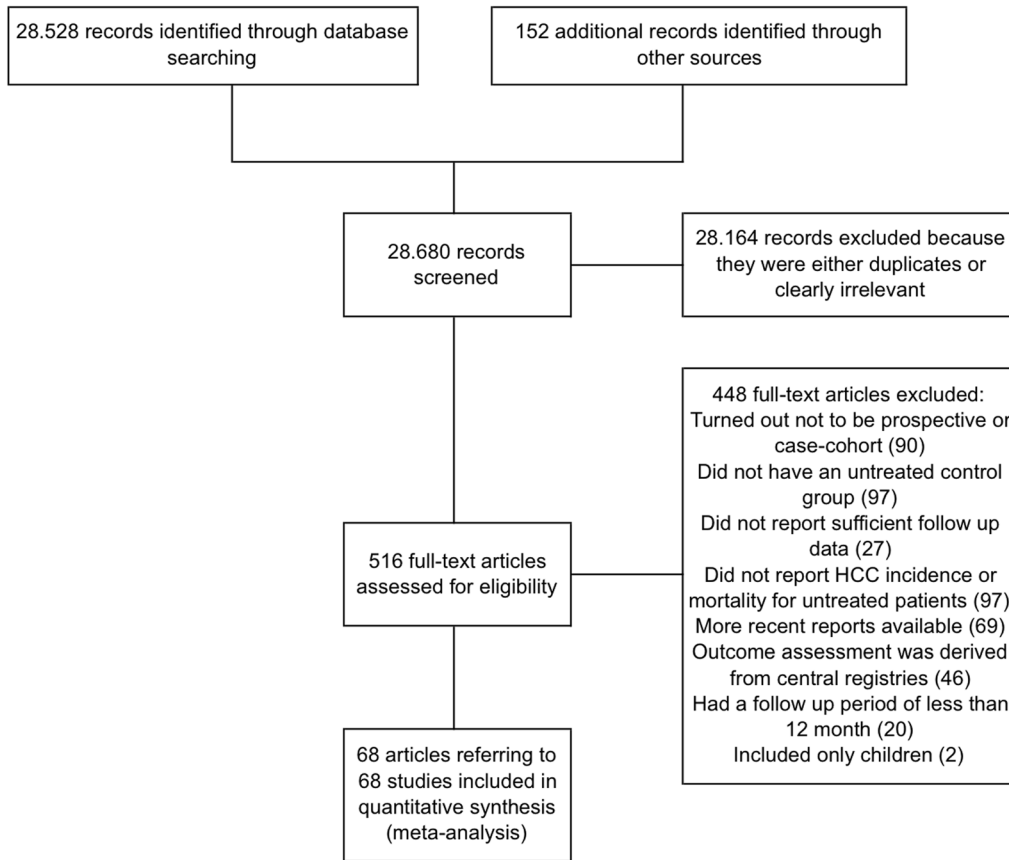 28.528 records identified through database
searching
152 additional records identified through
other sources
28.680 records
screened
28.164 records excluded because
they were either duplicates or
clearly irrelevant
516 full-text articles
assessed for eligibility
448 full-text articles excluded:
Turned out not to be prospective or
case-cohort (90)
Did not have an untreated control
group (97)
Did not report sufficient follow up
data (27)
Did not report HCC incidence or
mortality for untreated patients (97)
More recent reports available (69)
Outcome assessment was derived
from central registries (46)
Had a follow up period of less than
12 month (20)
Included only children (2)
68 articles referring to
68 studies included in
quantitative synthesis
(meta-analysis)